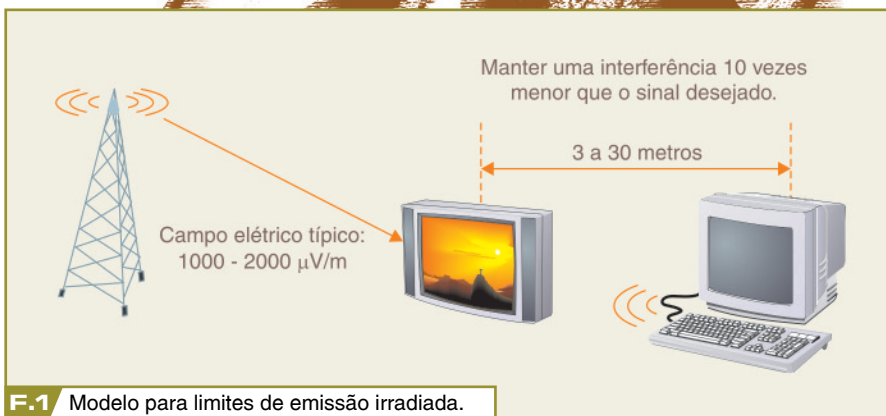 Manter uma interferência 10 vezes
menor que o sinal desejado.
3 a 30 metros
Campo elétrico típico:
1000 - 2000 μV/m
F.1 Modelo para limites de emissão irradiada.